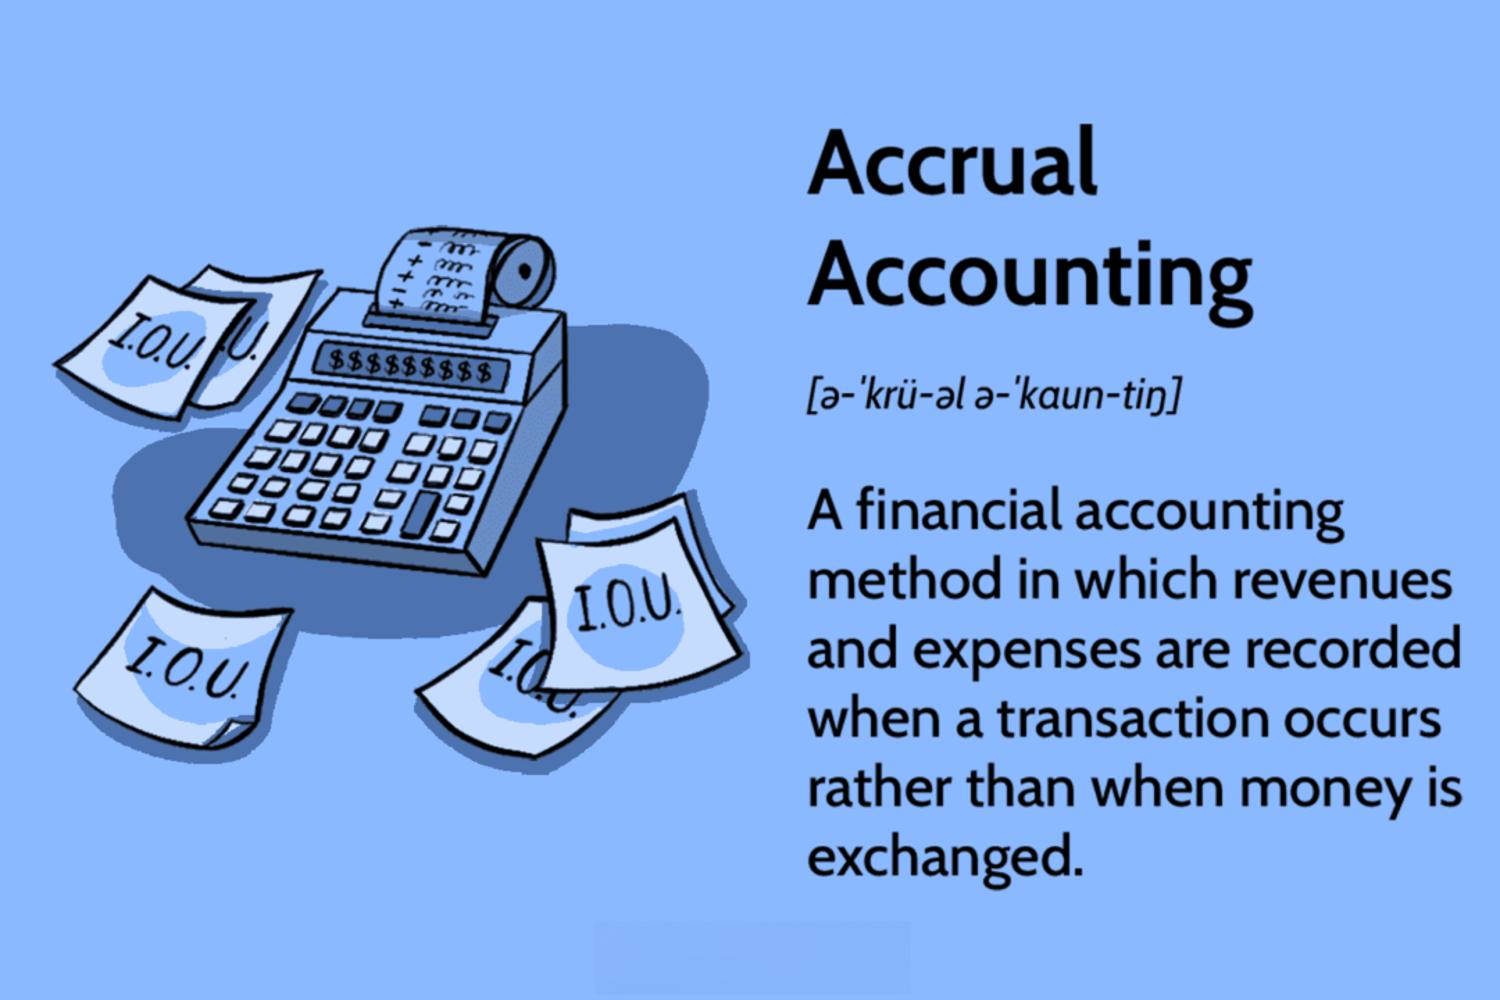 Accrual
Accounting
[ə-ˈkrü-əl ə-ˈkaun-tiŋ]
A financial accounting
method in which revenues
and expenses are recorded
when a transaction occurs
rather than when money is
exchanged.
$$$$$$$$$
I.O.U.
U.
I.O.U.
I.O.U.
I.O.U.